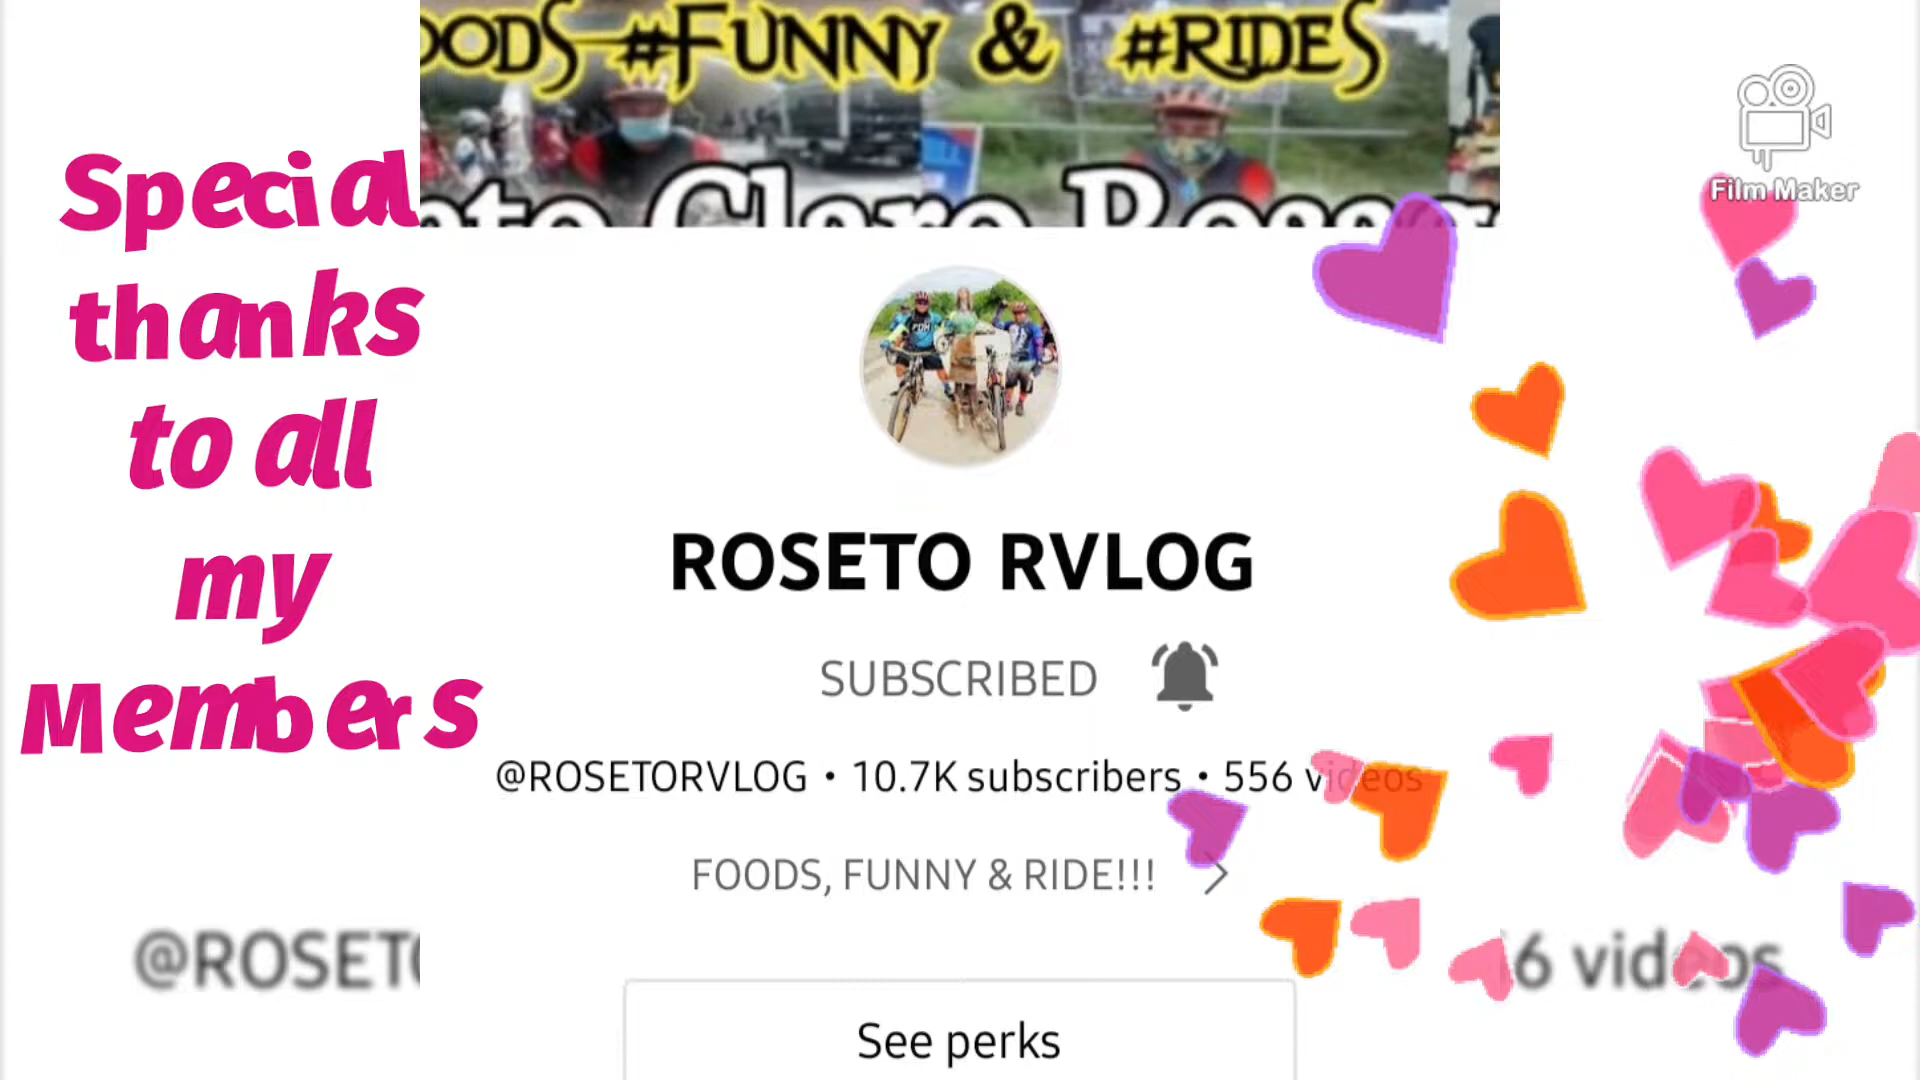 #FUNNY & #RIDES
Film Maker
Special
thanks
to all
my
Members
ROSETO RVLOG
SUBSCRIBED
@ROSETORVLOG • 10.7K subscribers • 556 videos
FOODS, FUNNY & RIDE!!!
videos
See perks